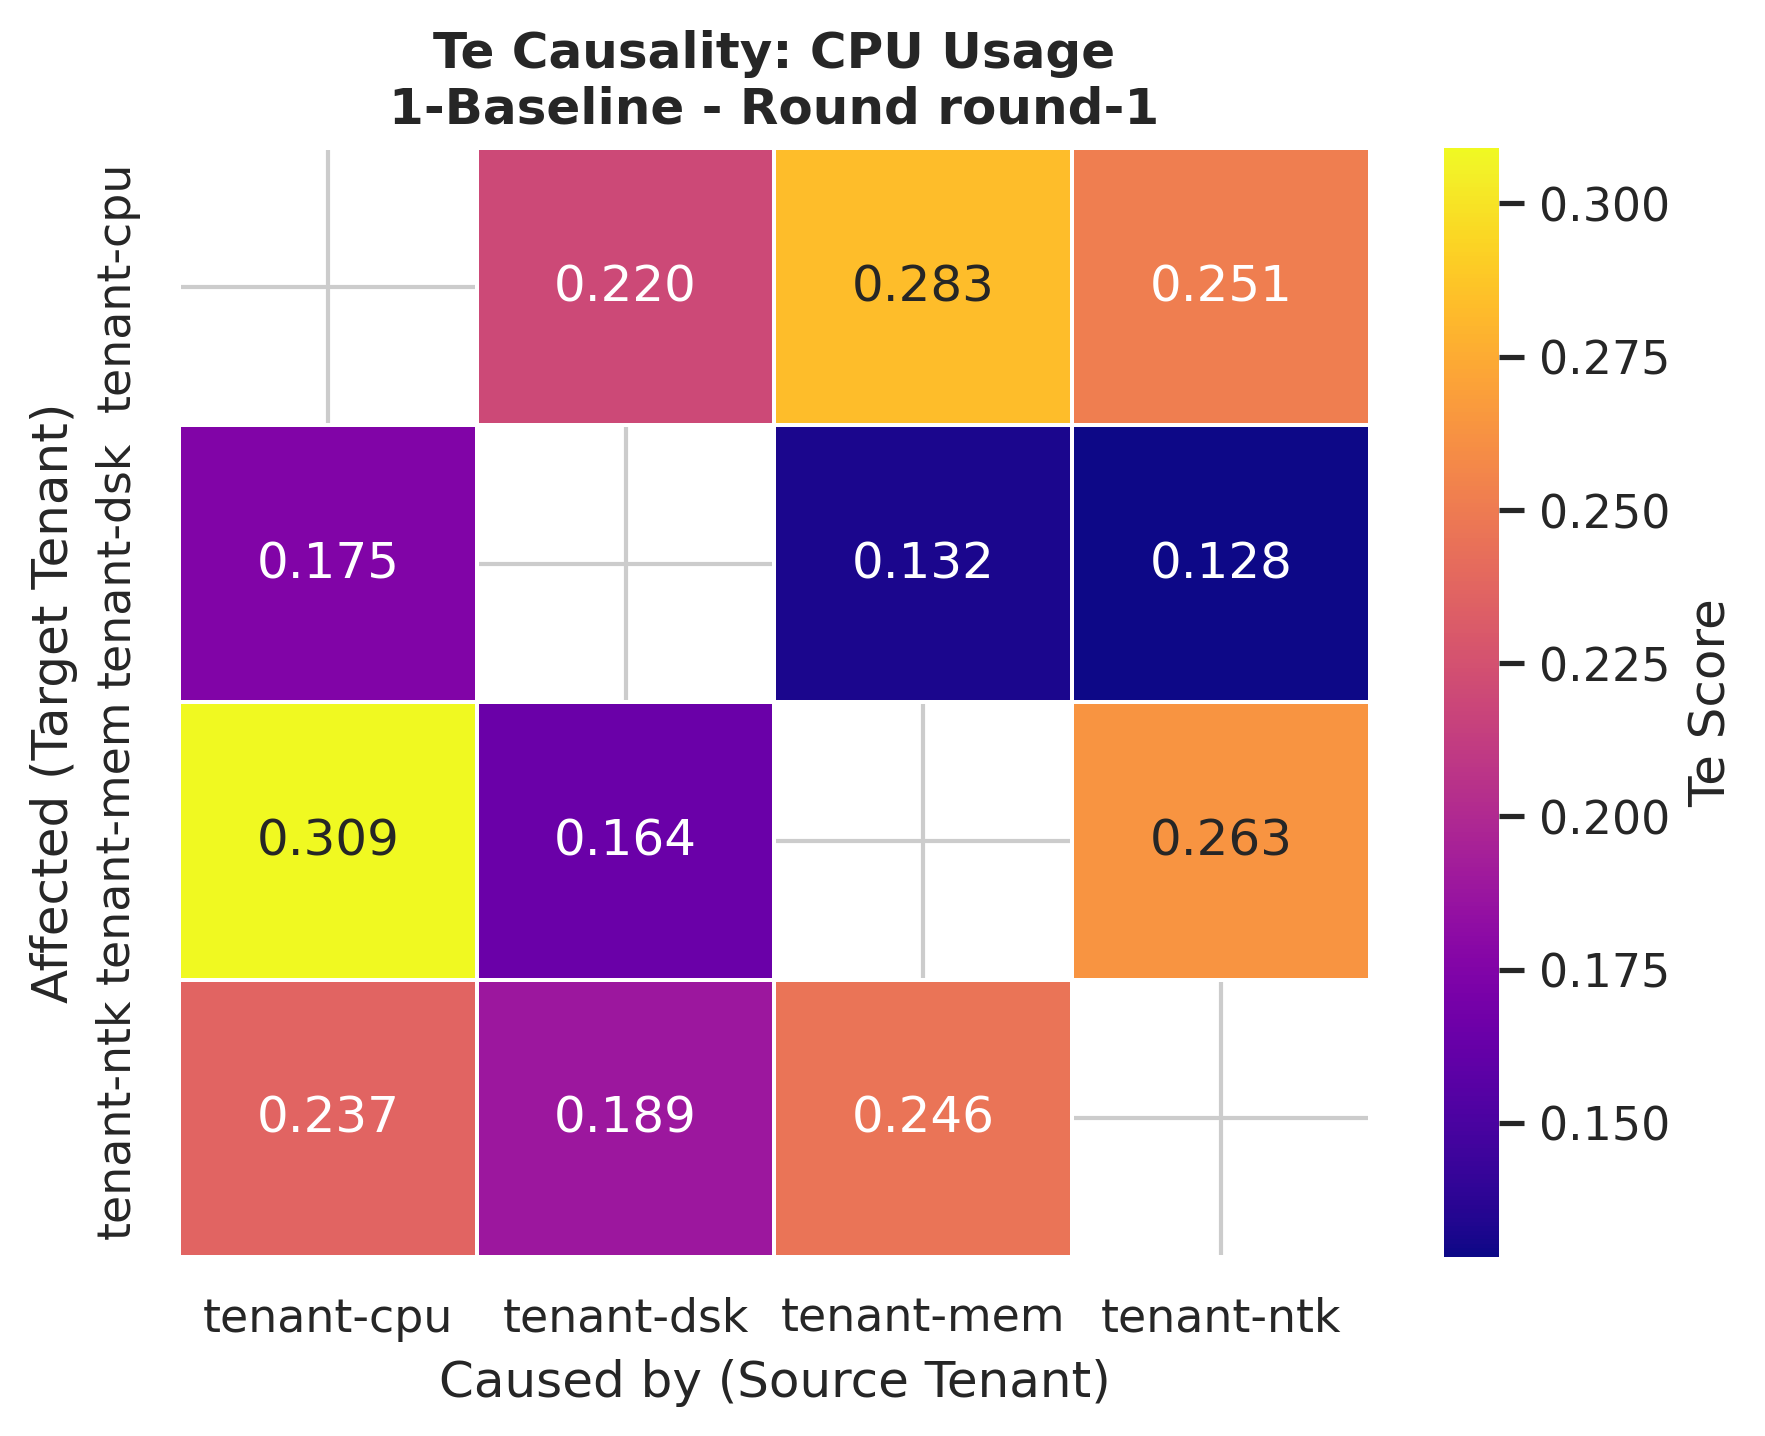 Te Causality: CPU Usage
1-Baseline - Round round-1
Affected (Target Tenant)
tenant-cpu
0.220
0.283
0.251
tenant-dsk
0.175
0.132
0.128
tenant-mem
0.309
0.164
0.263
tenant-ntk
0.237
0.189
0.246
tenant-cpu
tenant-dsk
tenant-mem
tenant-ntk
Caused by (Source Tenant)
0.300
0.275
0.250
0.225
0.200
0.175
0.150
Te Score